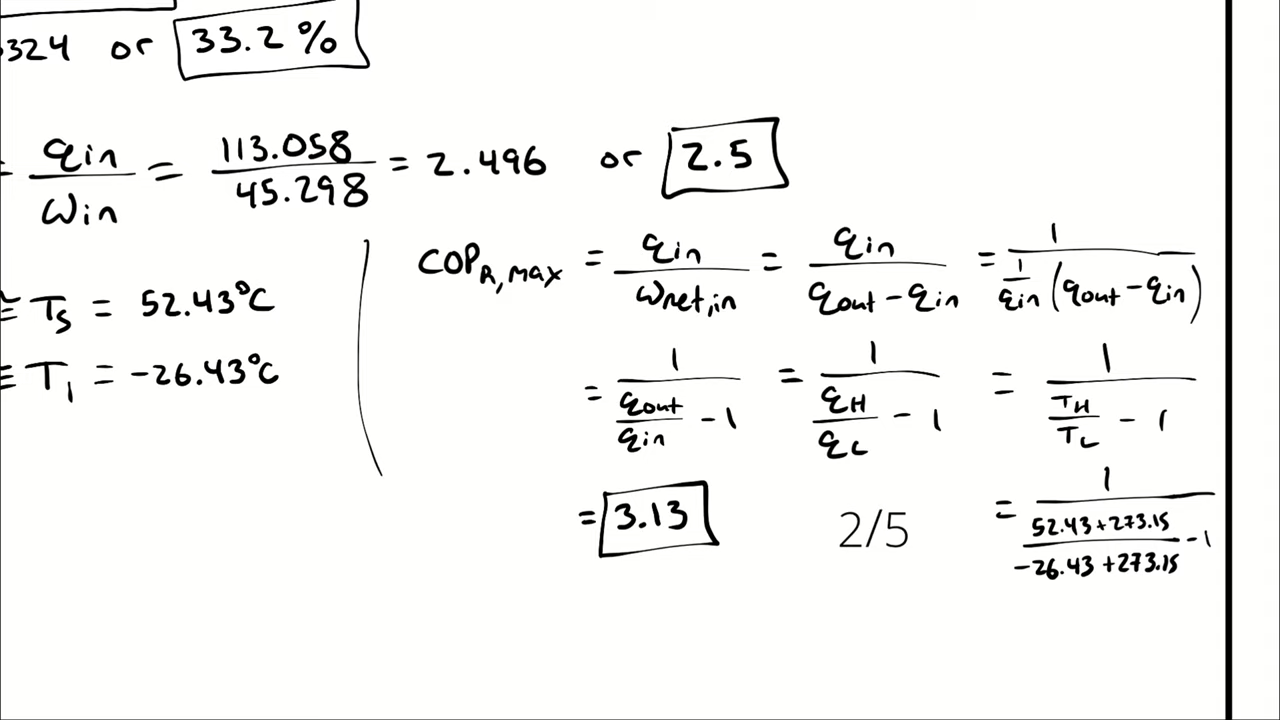 324 or 33.2 %
= qin/win = 113.058/45.298 = 2.496 or 2.5
≅ T5 = 52.43°C
≅ T1 = -26.43°C
COPR,max = qin/wnet,in = qin/(qout - qin) = 1/(1/qin (qout - qin))
= 1/(qout/qin - 1) = 1/(qH/qL - 1) = 1/(TH/TL - 1)
= 1/((52.43+273.15)/(-26.43+273.15) - 1)
= 3.13
2/5